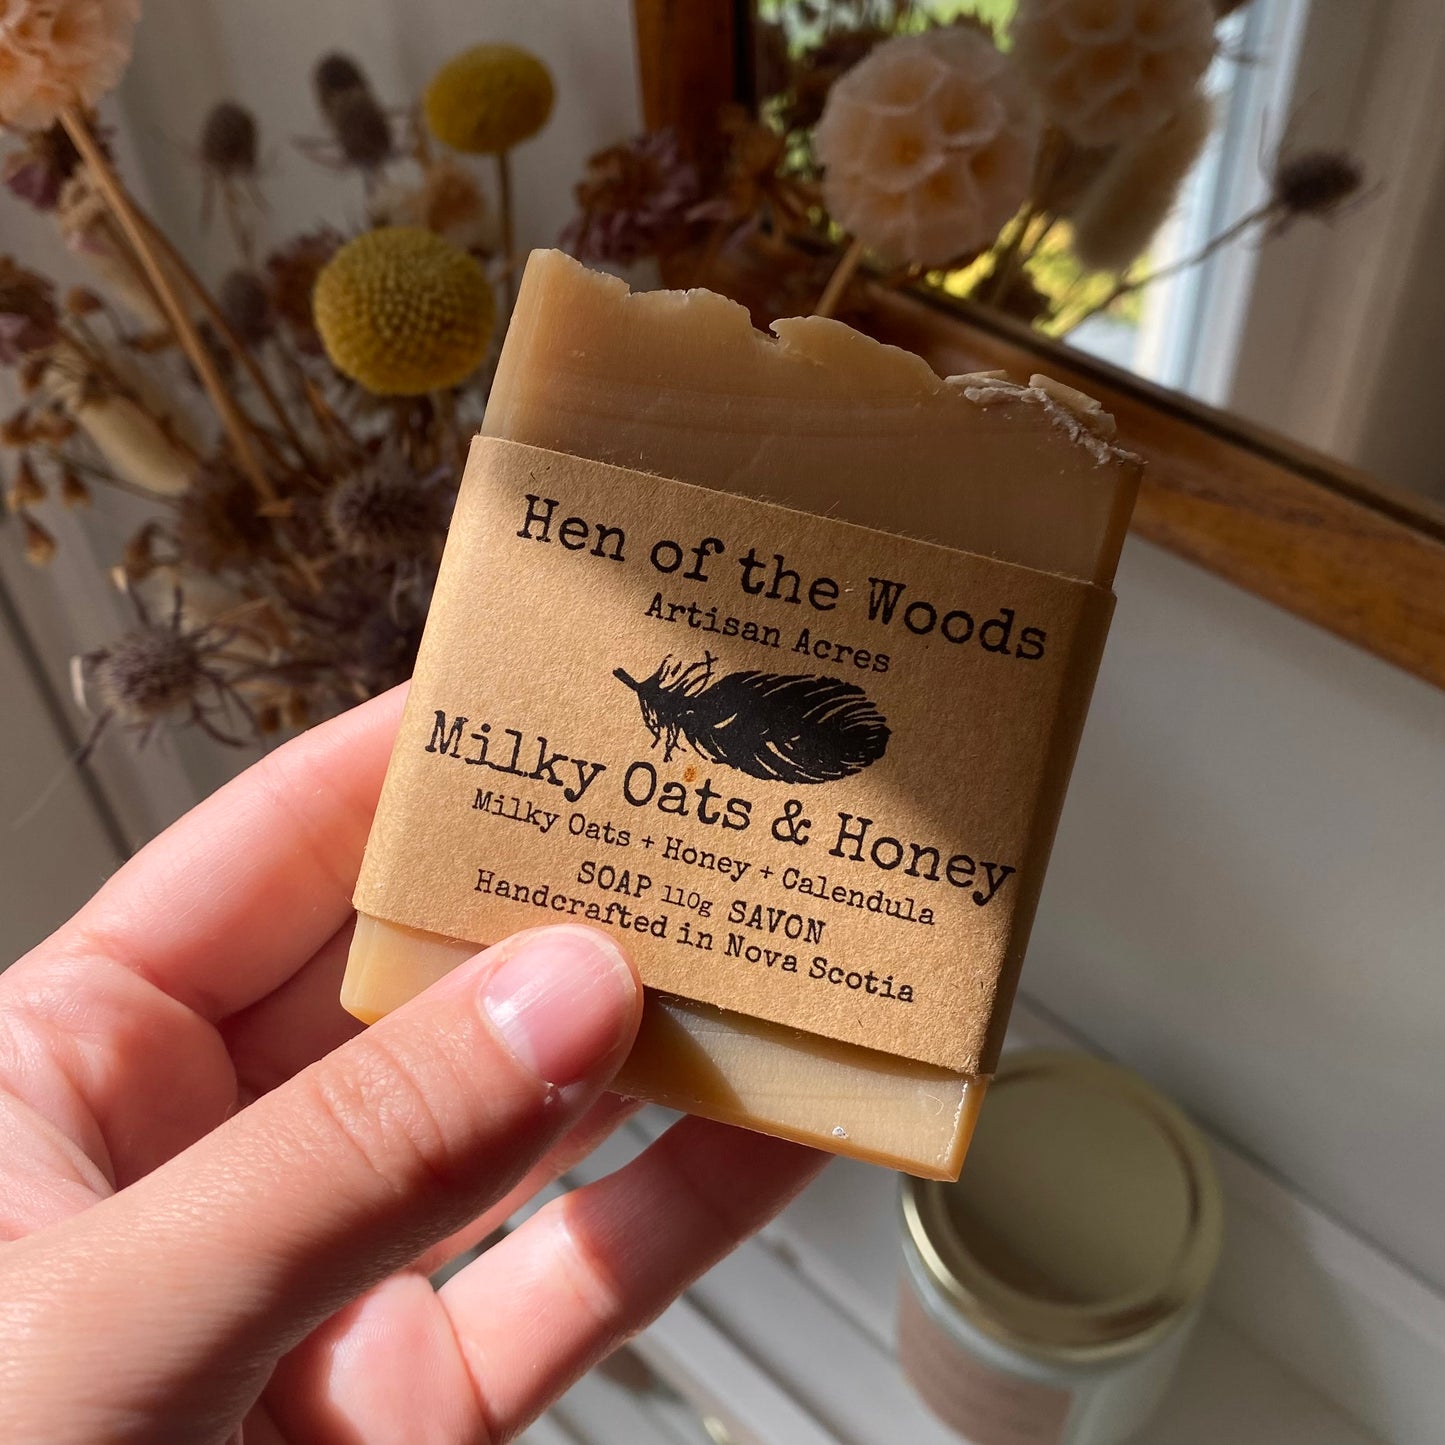 Hen of the Woods
Artisan Acres
Milky Oats & Honey
Milky Oats + Honey + Calendula
SOAP 110g SAVON
Handcrafted in Nova Scotia